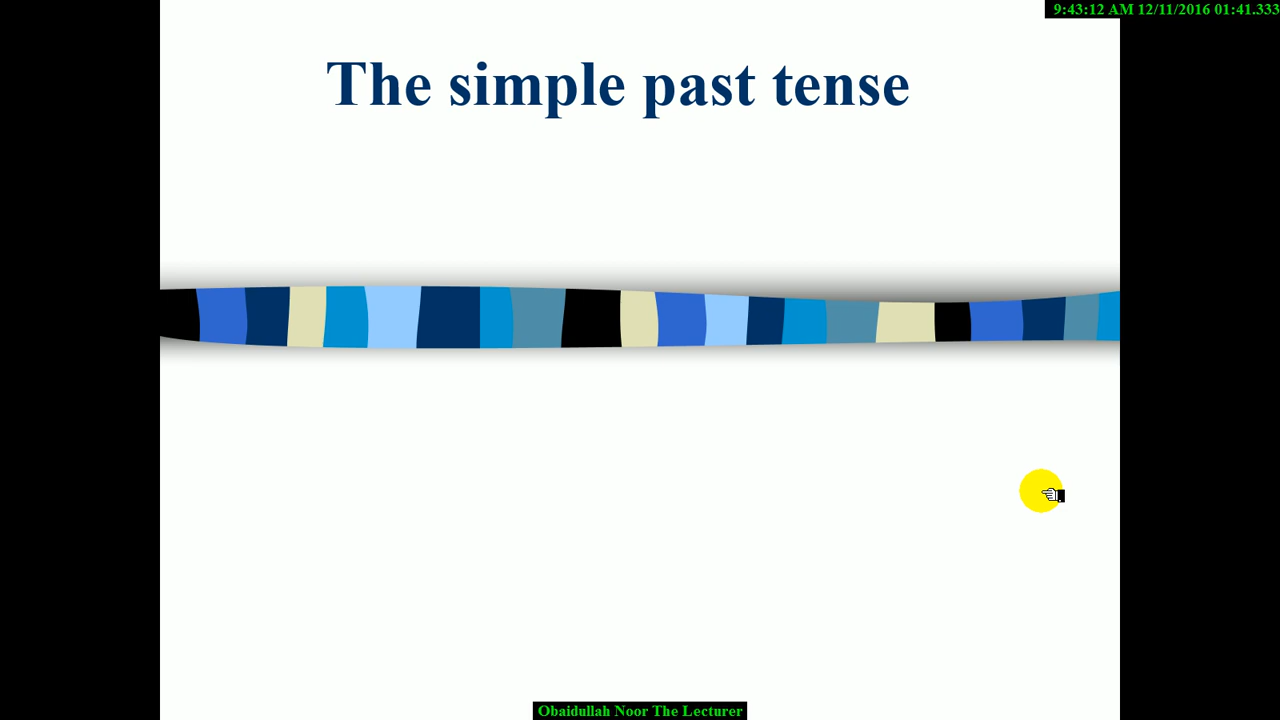 9:43:12 AM 12/11/2016 01:41.333
The simple past tense
Obaidullah Noor The Lecturer